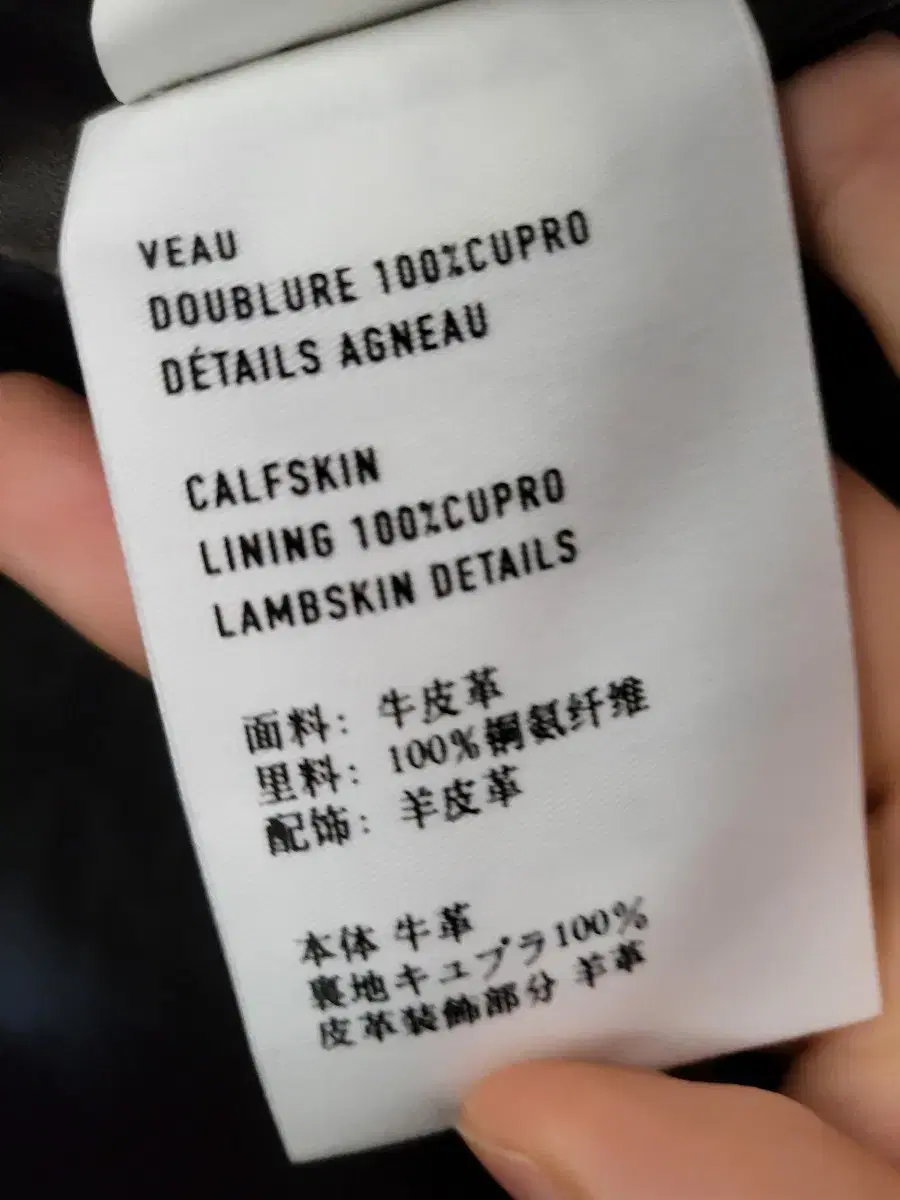 VEAU
DOUBLURE 100%CUPRO
DÉTAILS AGNEAU
CALFSKIN
LINING 100%CUPRO
LAMBSKIN DETAILS
面料: 牛皮革
里料: 100%铜氨纤维
配饰: 羊皮革
本体 牛革
裏地キュプラ100%
皮革装飾部分 羊革